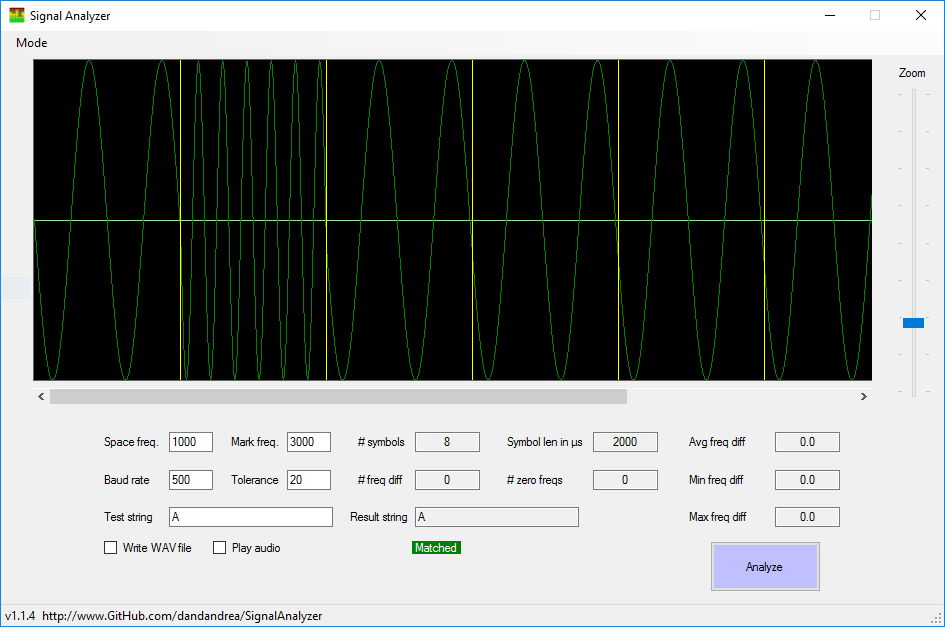 Signal Analyzer
Mode
Zoom
Space freq. 1000 Mark freq. 3000 # symbols 8 Symbol len in µs 2000 Avg freq diff 0.0
Baud rate 500 Tolerance 20 # freq diff 0 # zero freqs 0 Min freq diff 0.0
Test string A Result string A Max freq diff 0.0
Write WAV file Play audio Matched
Analyze
v1.1.4 http://www.GitHub.com/dandandrea/SignalAnalyzer